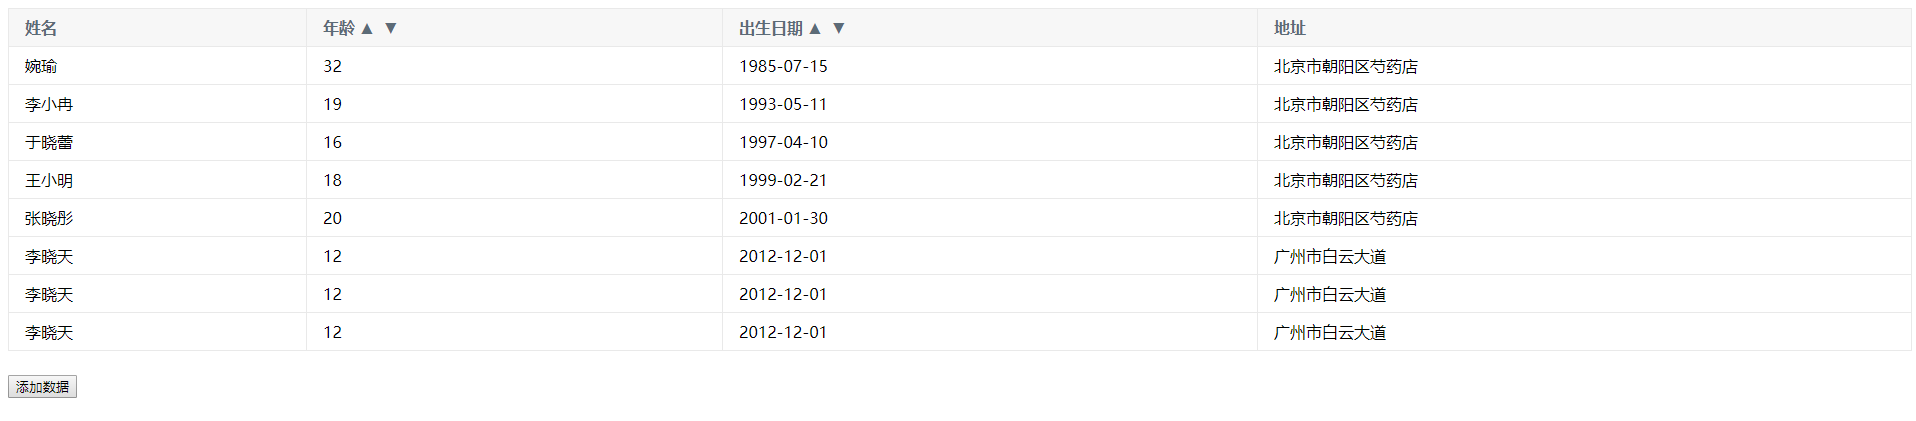 姓名 年龄 ▲ ▼ 出生日期 ▲ ▼ 地址
婉瑜 32 1985-07-15 北京市朝阳区芍药店
李小冉 19 1993-05-11 北京市朝阳区芍药店
于晓蕾 16 1997-04-10 北京市朝阳区芍药店
王小明 18 1999-02-21 北京市朝阳区芍药店
张晓彤 20 2001-01-30 北京市朝阳区芍药店
李晓天 12 2012-12-01 广州市白云大道
李晓天 12 2012-12-01 广州市白云大道
李晓天 12 2012-12-01 广州市白云大道
添加数据